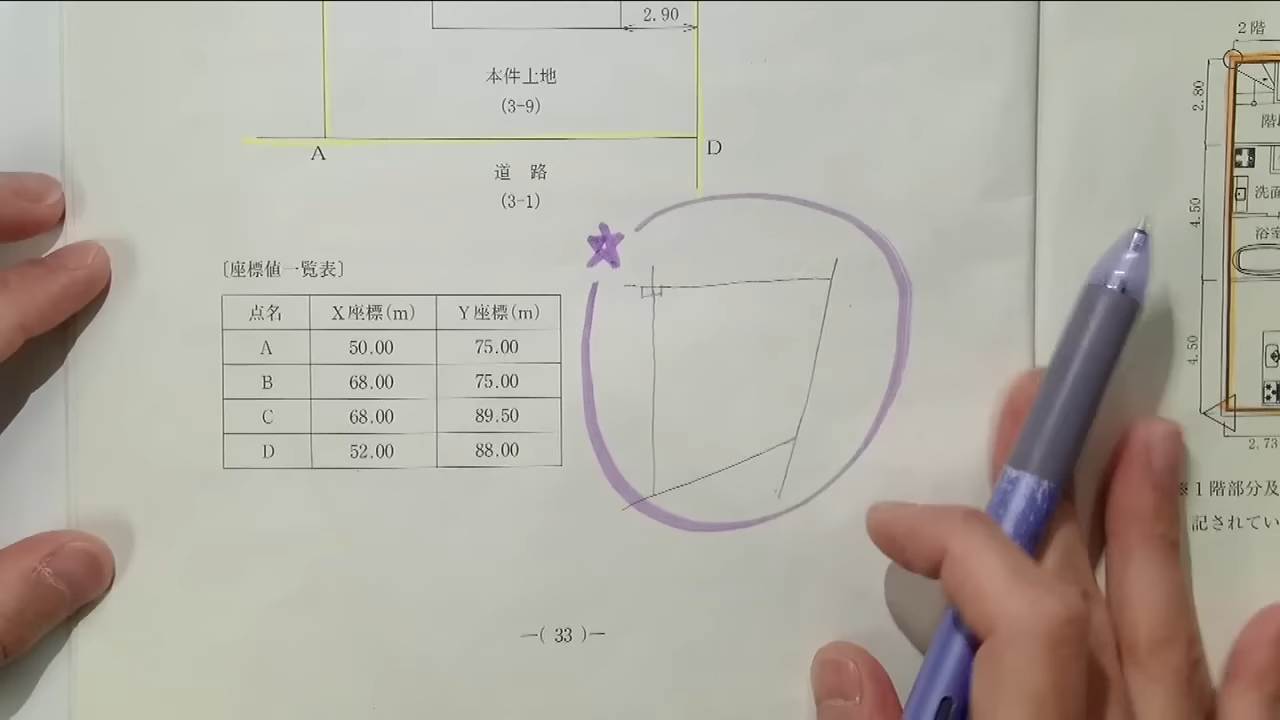 2.90
本件土地
(3-9)
A
D
道 路
(3-1)
〔座標値一覧表〕
点名 X座標(m) Y座標(m)
A 50.00 75.00
B 68.00 75.00
C 68.00 89.50
D 52.00 88.00
―( 33 )―
2階
2.80
4.50
4.50
洗面
浴室
2.73
※1階部分及
記されてい